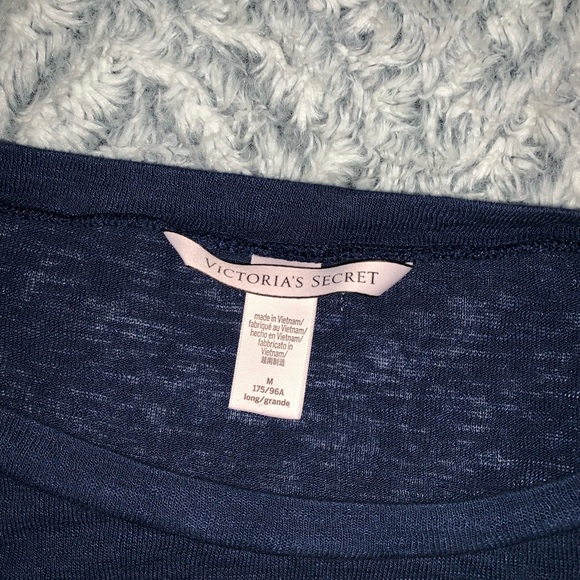 VICTORIA'S SECRET
made in Vietnam/
fabriqué au Vietnam/
hecho en Vietnam/
fabbricato in
Vietnam/
越南制造
M
175/96A
long/grande